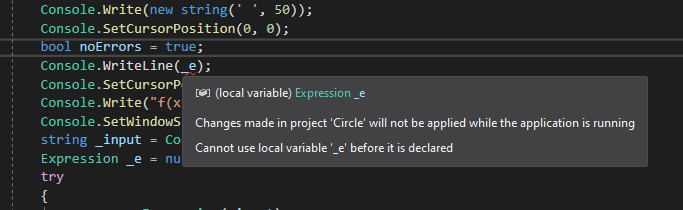 Console.Write(new string(' ', 50));
Console.SetCursorPosition(0, 0);
bool noErrors = true;
Console.WriteLine(_e);
Console.SetCursorPo
(local variable) Expression _e
Console.Write("f(x
Changes made in project 'Circle' will not be applied while the application is running
Console.SetWindowS
Cannot use local variable '_e' before it is declared
string _input = Co
Expression _e = nu
try
{